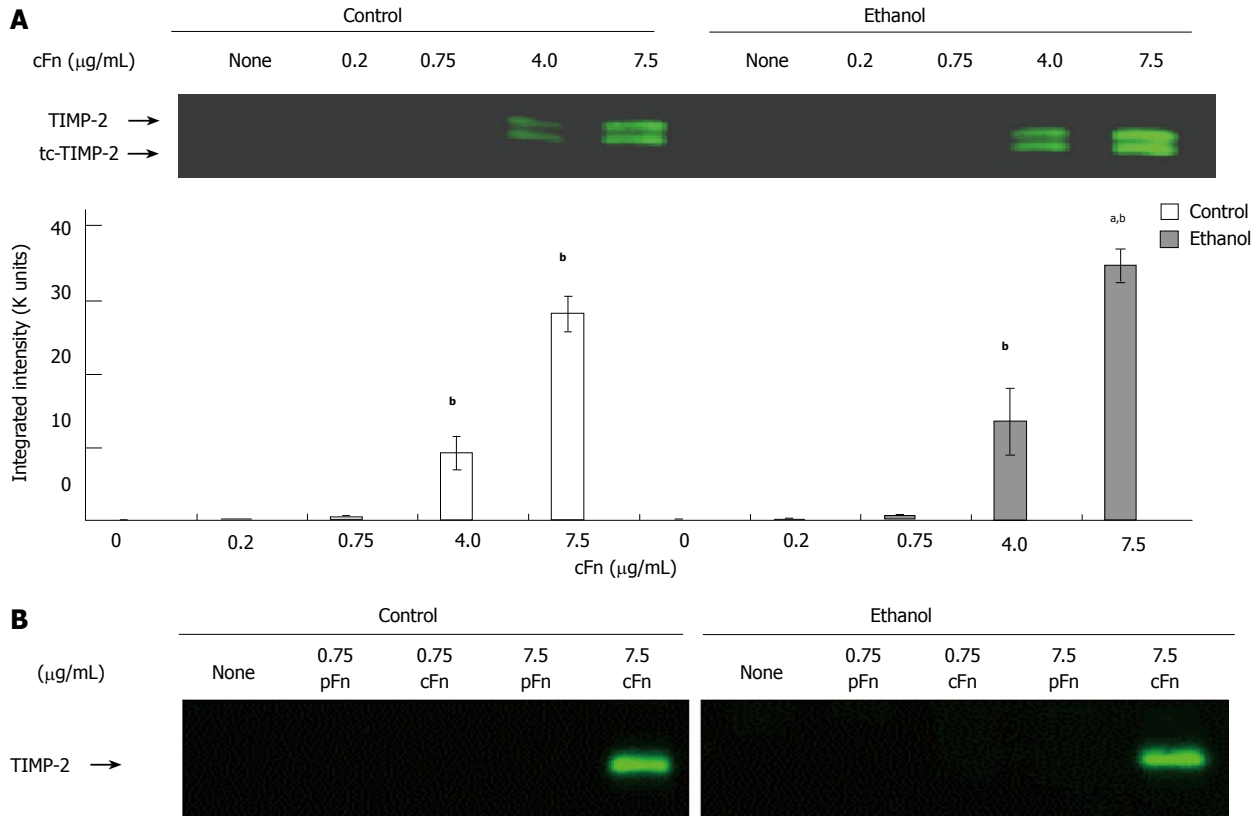 A
Control
Ethanol
cFn (μg/mL) None 0.2 0.75 4.0 7.5 None 0.2 0.75 4.0 7.5
TIMP-2
tc-TIMP-2
Integrated intensity (K units)
40
30
20
10
0
b
b
b
a,b
Control
Ethanol
0 0.2 0.75 4.0 7.5 0 0.2 0.75 4.0 7.5
cFn (μg/mL)
B
Control
Ethanol
(μg/mL)
None 0.75 0.75 7.5 7.5 None 0.75 0.75 7.5 7.5
pFn cFn pFn cFn pFn cFn pFn cFn
TIMP-2